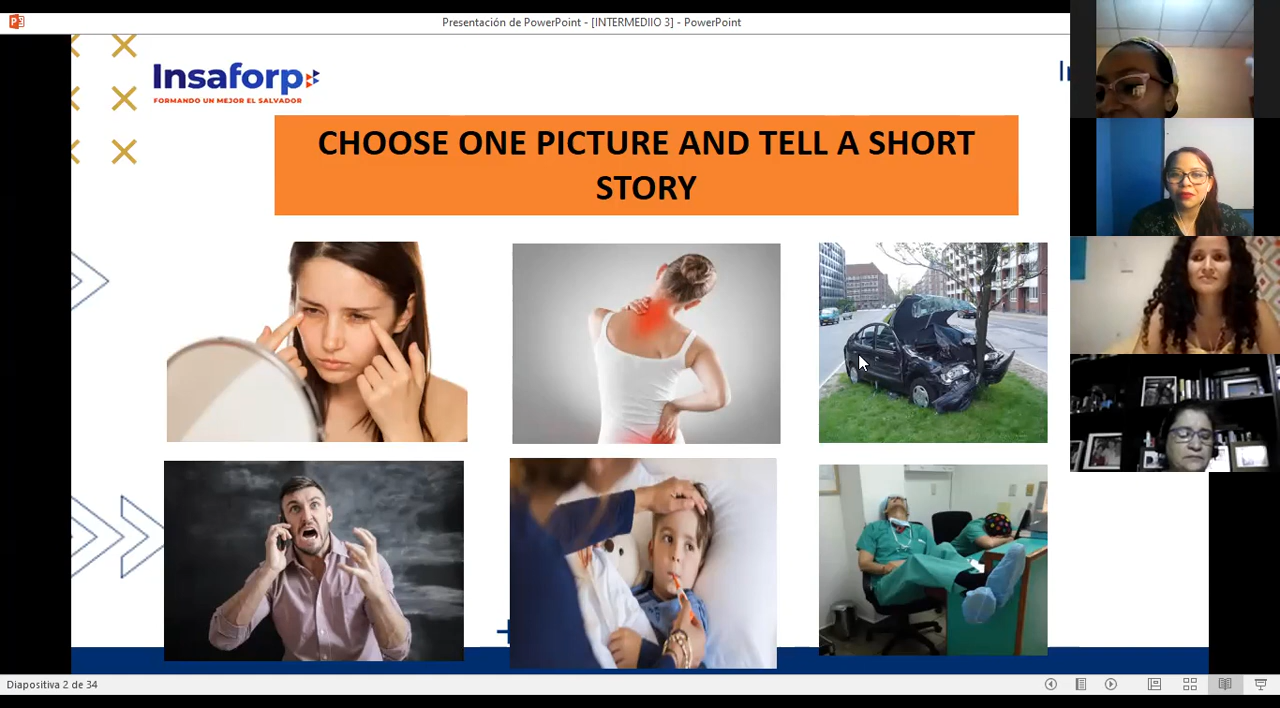 Presentación de PowerPoint - [INTERMEDIIO 3] - PowerPoint
Insaforp
FORMANDO UN MEJOR EL SALVADOR
CHOOSE ONE PICTURE AND TELL A SHORT
STORY
Diapositiva 2 de 34